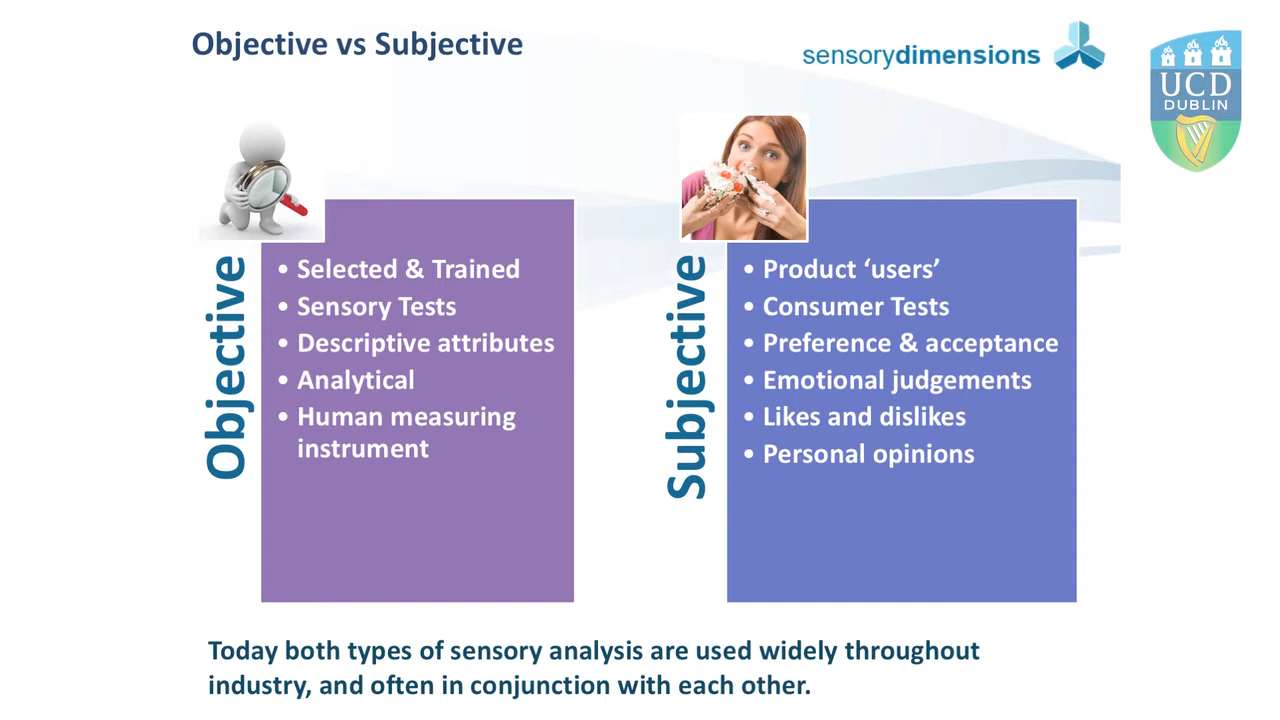 Objective vs Subjective
sensorydimensions
UCD
DUBLIN
Objective
• Selected & Trained
• Sensory Tests
• Descriptive attributes
• Analytical
• Human measuring
instrument
Subjective
• Product ‘users’
• Consumer Tests
• Preference & acceptance
• Emotional judgements
• Likes and dislikes
• Personal opinions
Today both types of sensory analysis are used widely throughout
industry, and often in conjunction with each other.